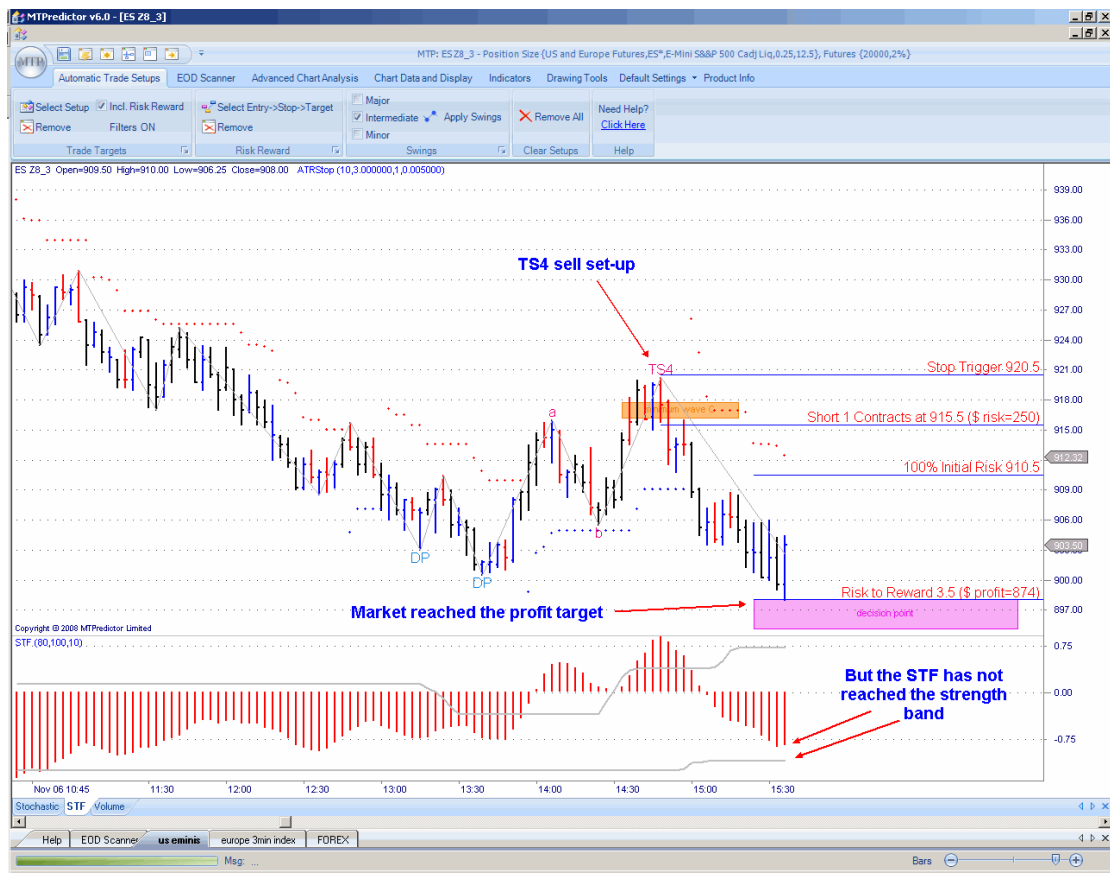 MTPredictor v6.0 - [ES Z8_3]
MTP: ES Z8_3 - Position Size {US and Europe Futures,ES*,E-Mini S&&P 500 Cadj Liq,0.25,12.5}, Futures {20000,2%}
Automatic Trade Setups EOD Scanner Advanced Chart Analysis Chart Data and Display Indicators Drawing Tools Default Settings Product Info
Select Setup Incl. Risk Reward Select Entry->Stop->Target Major
Intermediate Apply Swings Remove All Need Help?
Remove Filters ON Remove Minor Click Here
Trade Targets Risk Reward Swings Clear Setups Help
ES Z8_3 Open=909.50 High=910.00 Low=906.25 Close=908.00 ATRStop (10,3.000000,1,0.005000)
939.00
936.00
933.00
930.00
927.00
924.00
921.00
918.00
915.00
912.32
909.00
906.00
903.50
900.00
897.00
TS4 sell set-up
TS4
Stop Trigger 920.5
a
Short 1 Contracts at 915.5 ($ risk=250)
100% Initial Risk 910.5
b
DP
DP
Risk to Reward 3.5 ($ profit=874)
Market reached the profit target
decision point
Copyright © 2008 MTPredictor Limited
STF (80,100,10)
0.75
0.00
-0.75
But the STF has not
reached the strength
band
Nov 06 10:45 11:30 12:00 12:30 13:00 13:30 14:00 14:30 15:00 15:30
Stochastic STF Volume
Help EOD Scanner us eminis europe 3min index FOREX
Msg: ...
Bars